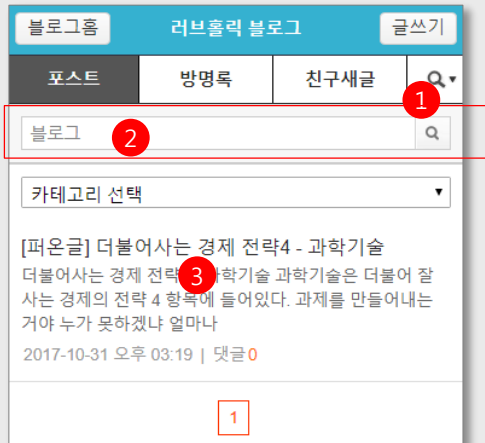 블로그홈 러브홀릭 블로그 글쓰기
포스트 방명록 친구새글
1
블로그 2
카테고리 선택
[퍼온글] 더불어사는 경제 전략4 - 과학기술
더불어사는 경제 전략 3 과학기술 과학기술은 더불어 잘
사는 경제의 전략 4 항목에 들어있다. 과제를 만들어내는
거야 누가 못하겠냐 얼마나
2017-10-31 오후 03:19 | 댓글0
1